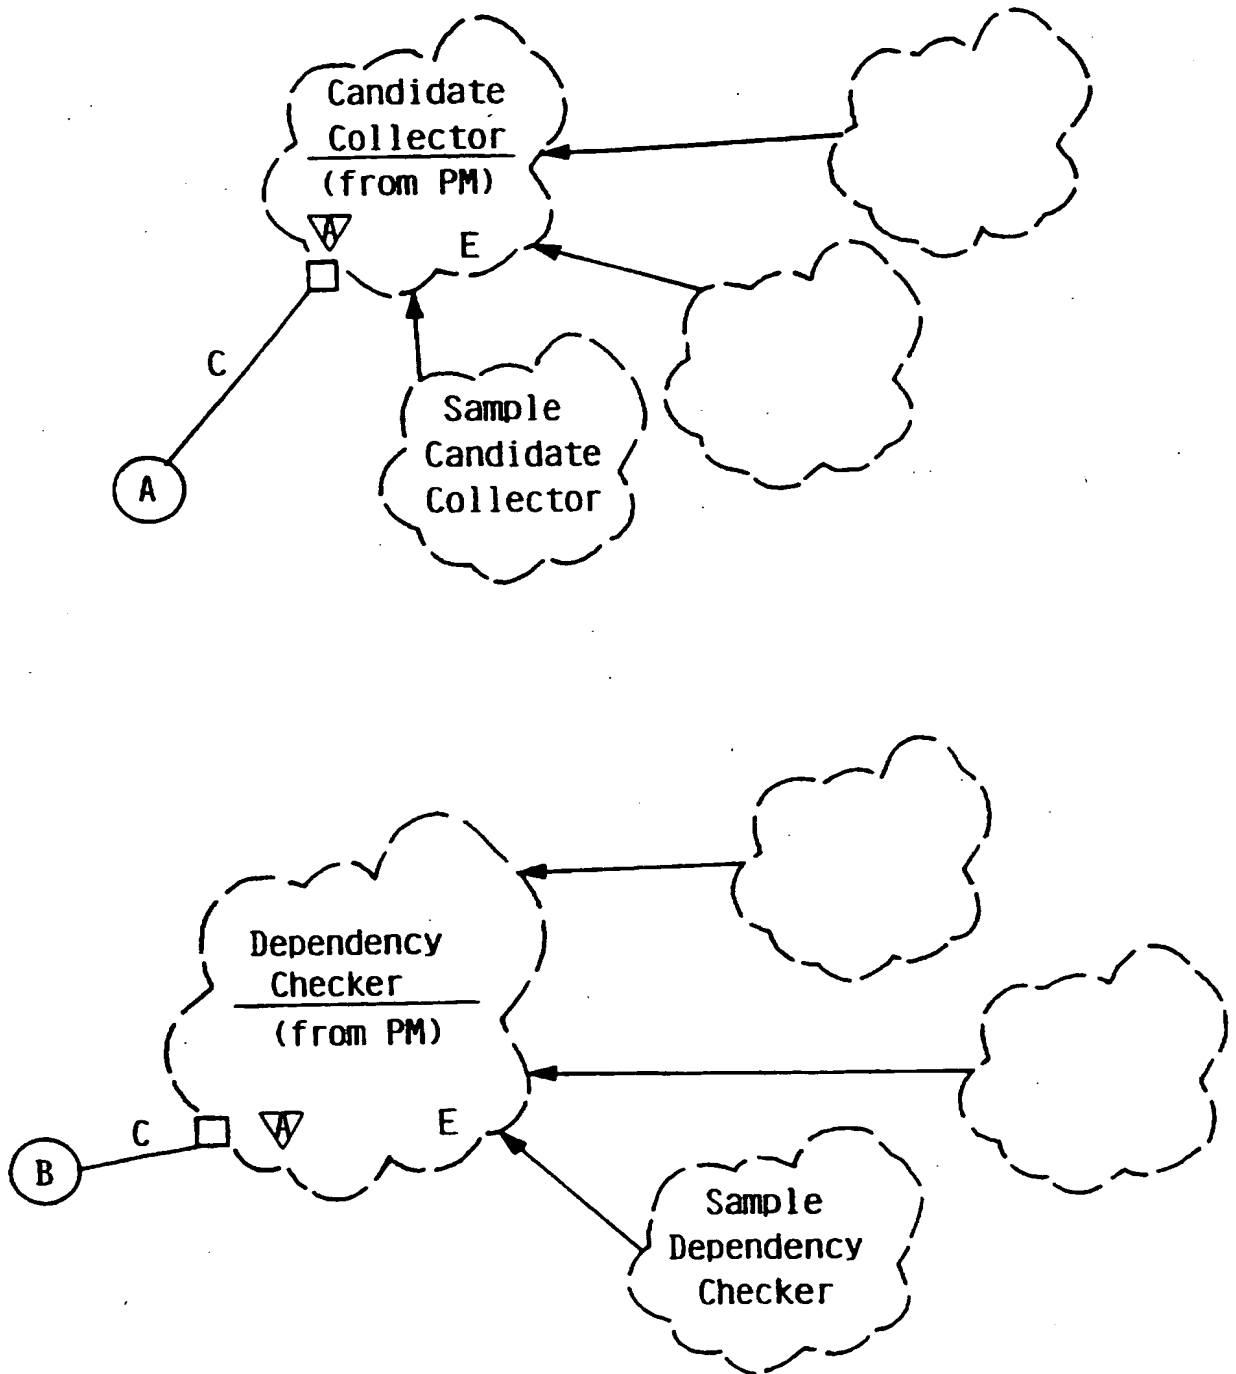 Candidate
Collector
(from PM)
A
E
C
A
Sample
Candidate
Collector
Dependency
Checker
(from PM)
A
E
C
B
Sample
Dependency
Checker